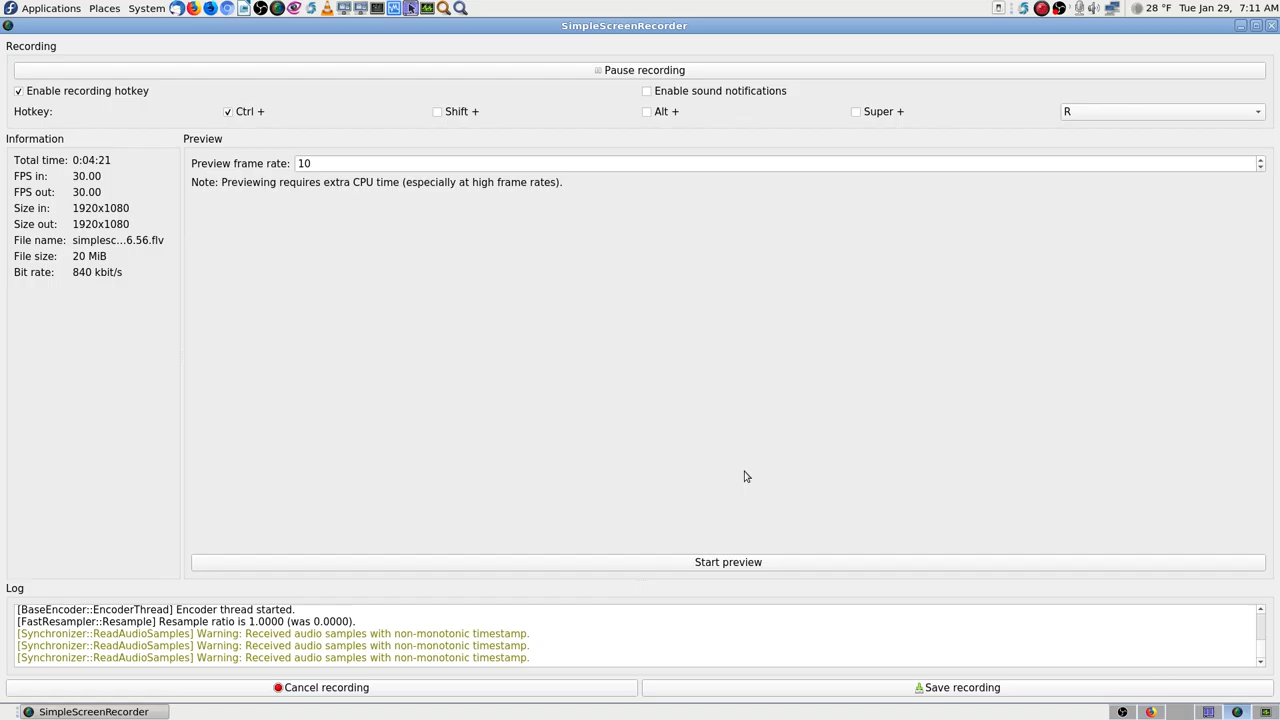 Applications Places System 28 °F Tue Jan 29, 7:11 AM
SimpleScreenRecorder
Recording
Pause recording
Enable recording hotkey Enable sound notifications
Hotkey: Ctrl + Shift + Alt + Super + R
Information
Total time: 0:04:21
FPS in: 30.00
FPS out: 30.00
Size in: 1920x1080
Size out: 1920x1080
File name: simplesc...6.56.flv
File size: 20 MiB
Bit rate: 840 kbit/s
Preview
Preview frame rate: 10
Note: Previewing requires extra CPU time (especially at high frame rates).
Start preview
Log
[BaseEncoder::EncoderThread] Encoder thread started.
[FastResampler::Resample] Resample ratio is 1.0000 (was 0.0000).
[Synchronizer::ReadAudioSamples] Warning: Received audio samples with non-monotonic timestamp.
[Synchronizer::ReadAudioSamples] Warning: Received audio samples with non-monotonic timestamp.
[Synchronizer::ReadAudioSamples] Warning: Received audio samples with non-monotonic timestamp.
Cancel recording Save recording
SimpleScreenRecorder